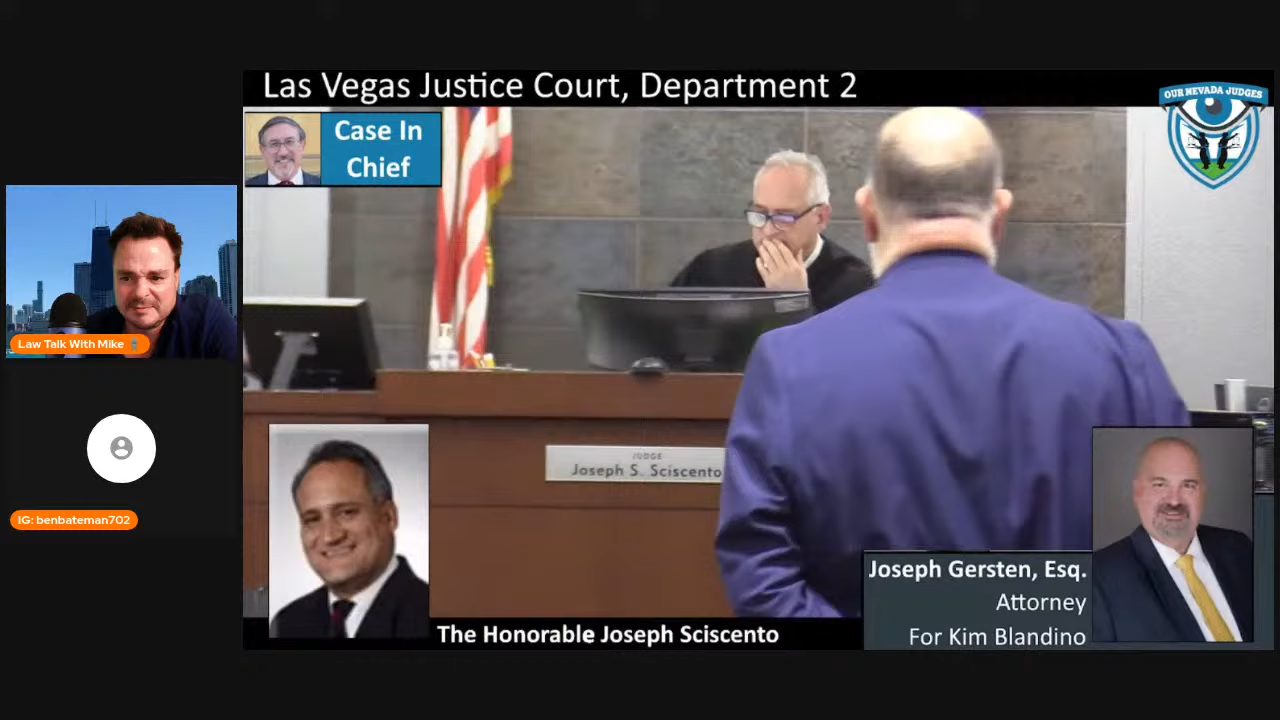 Las Vegas Justice Court, Department 2
OUR NEVADA JUDGES
Case In
Chief
Law Talk With Mike
JUDGE
Joseph S. Sciscento
IG: benbateman702
Joseph Gersten, Esq.
Attorney
For Kim Blandino
The Honorable Joseph Sciscento